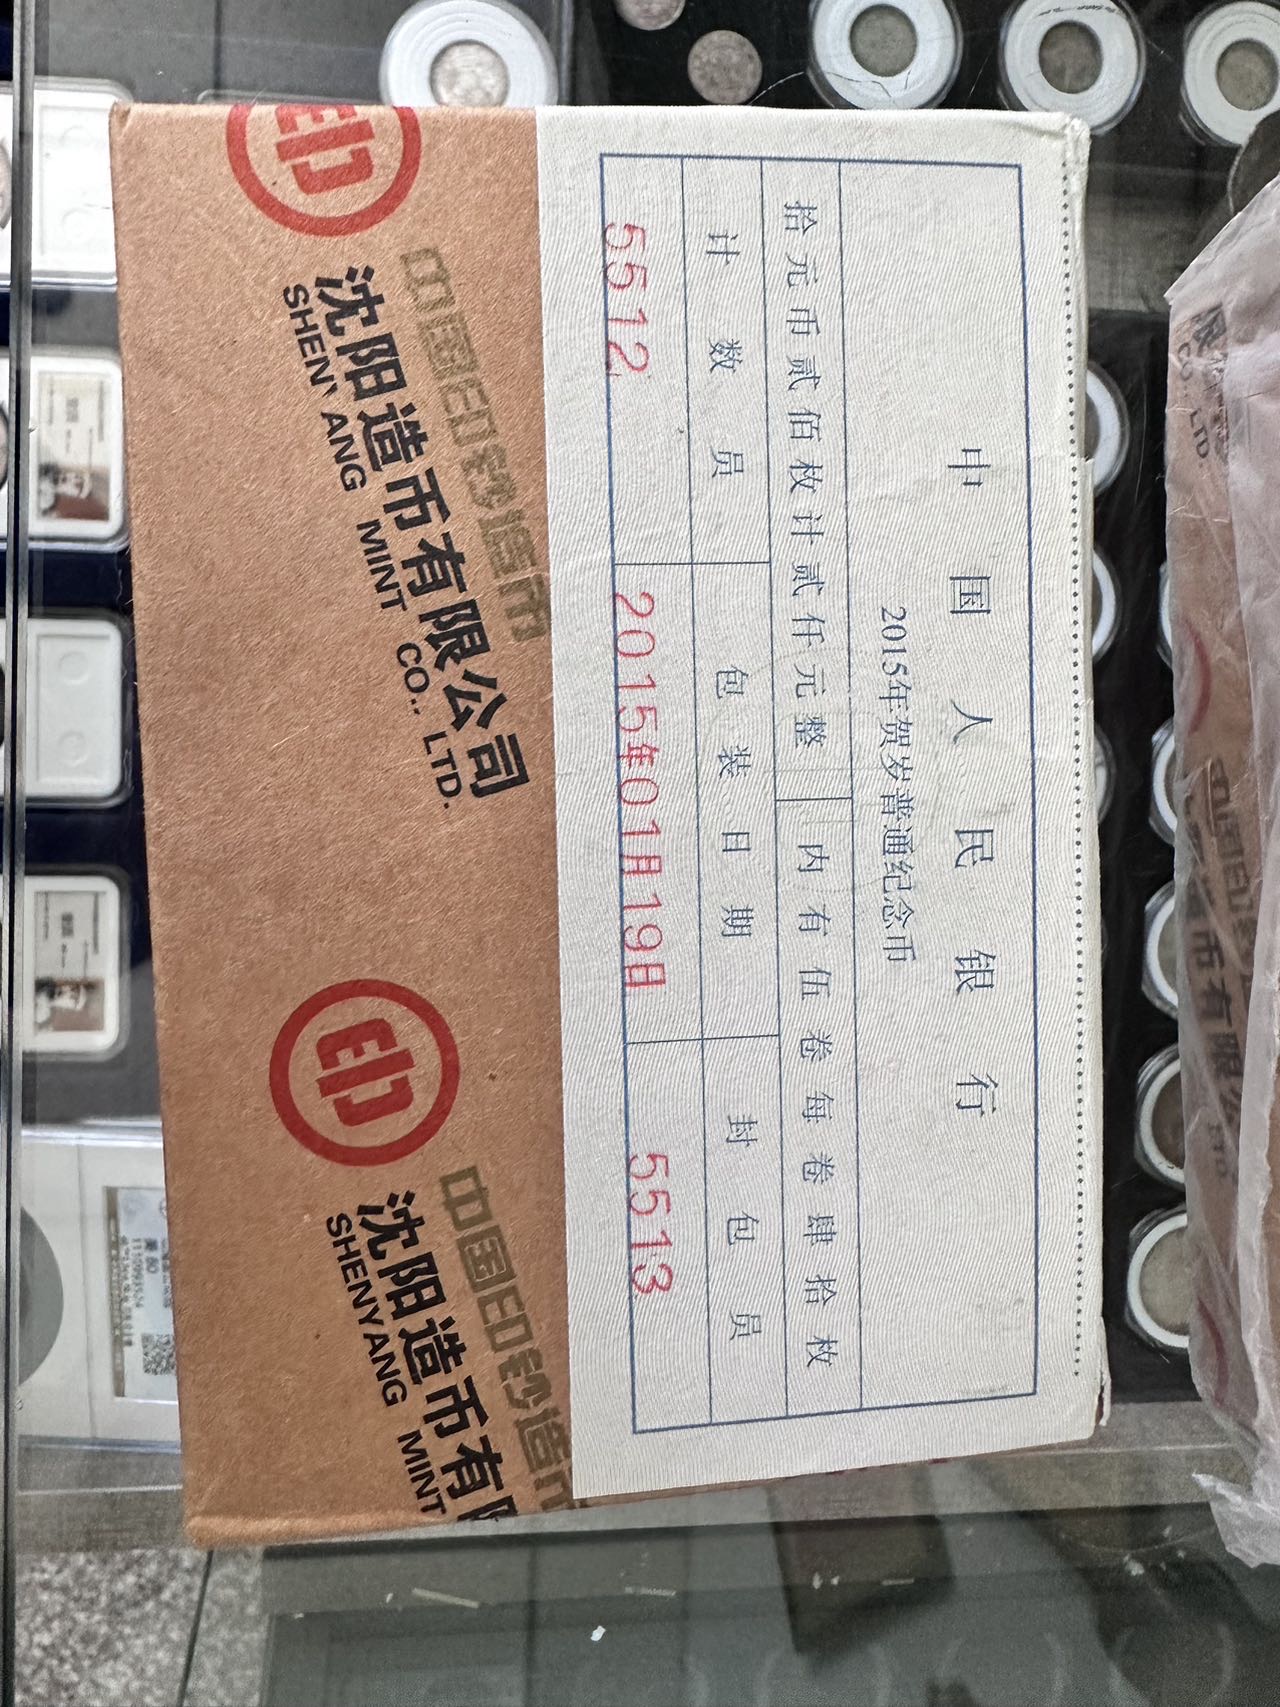 中国人民银行
2015年贺岁普通纪念币
拾元币贰佰枚计贰仟元整 内有伍卷每卷肆拾枚
计数员 包装日期 封包员
5512 2015年01月19日 5513
印
中国印钞造币
沈阳造币有限公司
SHENYANG MINT CO., LTD.
印
中国印钞造币
沈阳造币有限
SHENYANG MINT